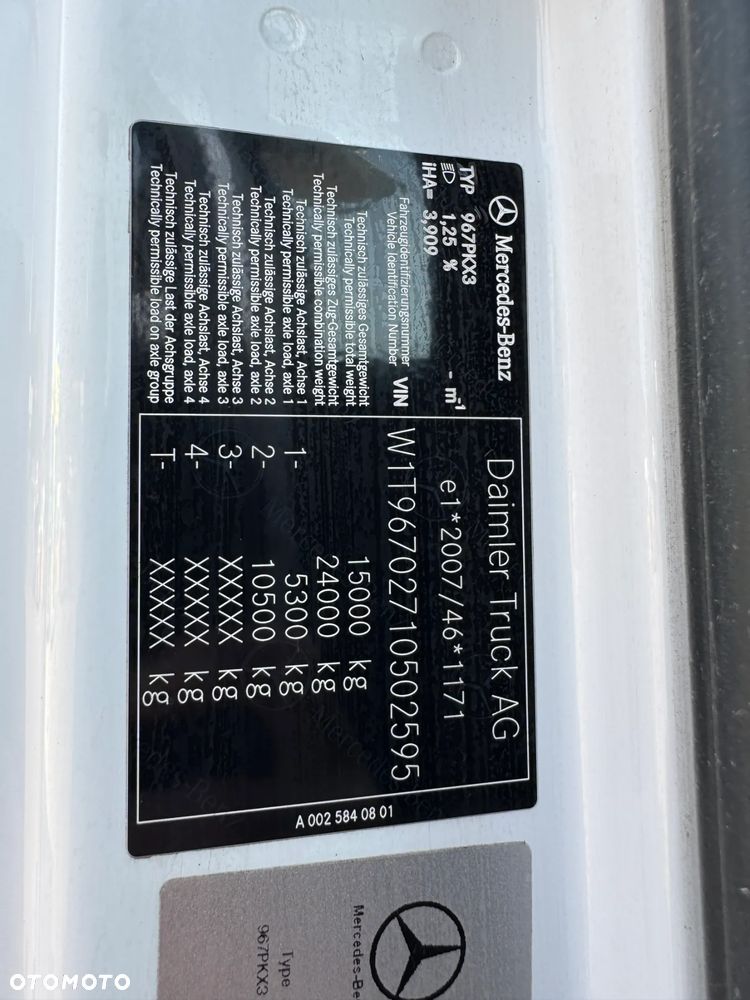 Mercedes-Benz
TYP 967PKX3
1,25 % - m⁻¹
iHA= 3,909
Daimler Truck AG
e1*2007/46*1171
Fahrzeugidentifizierungsnummer
Vehicle Identification Number VIN W1T96702710502595
Technisch zulässiges Gesamtgewicht
Technically permissible total weight 15000 kg
Technisch zulässiges Zug-Gesamtgewicht
Technically permissible combination weight 24000 kg
Technisch zulässige Achslast, Achse 1
Technically permissible axle load, axle 1 1- 5300 kg
Technisch zulässige Achslast, Achse 2
Technically permissible axle load, axle 2 2- 10500 kg
Technisch zulässige Achslast, Achse 3
Technically permissible axle load, axle 3 3- XXXXX kg
Technisch zulässige Achslast, Achse 4
Technically permissible axle load, axle 4 4- XXXXX kg
Technisch zulässige Last der Achsgruppe
Technically permissible load on axle group T- XXXXX kg
A 002 584 08 01
Mercedes-Be
Type
967PKX3
OTOMOTO